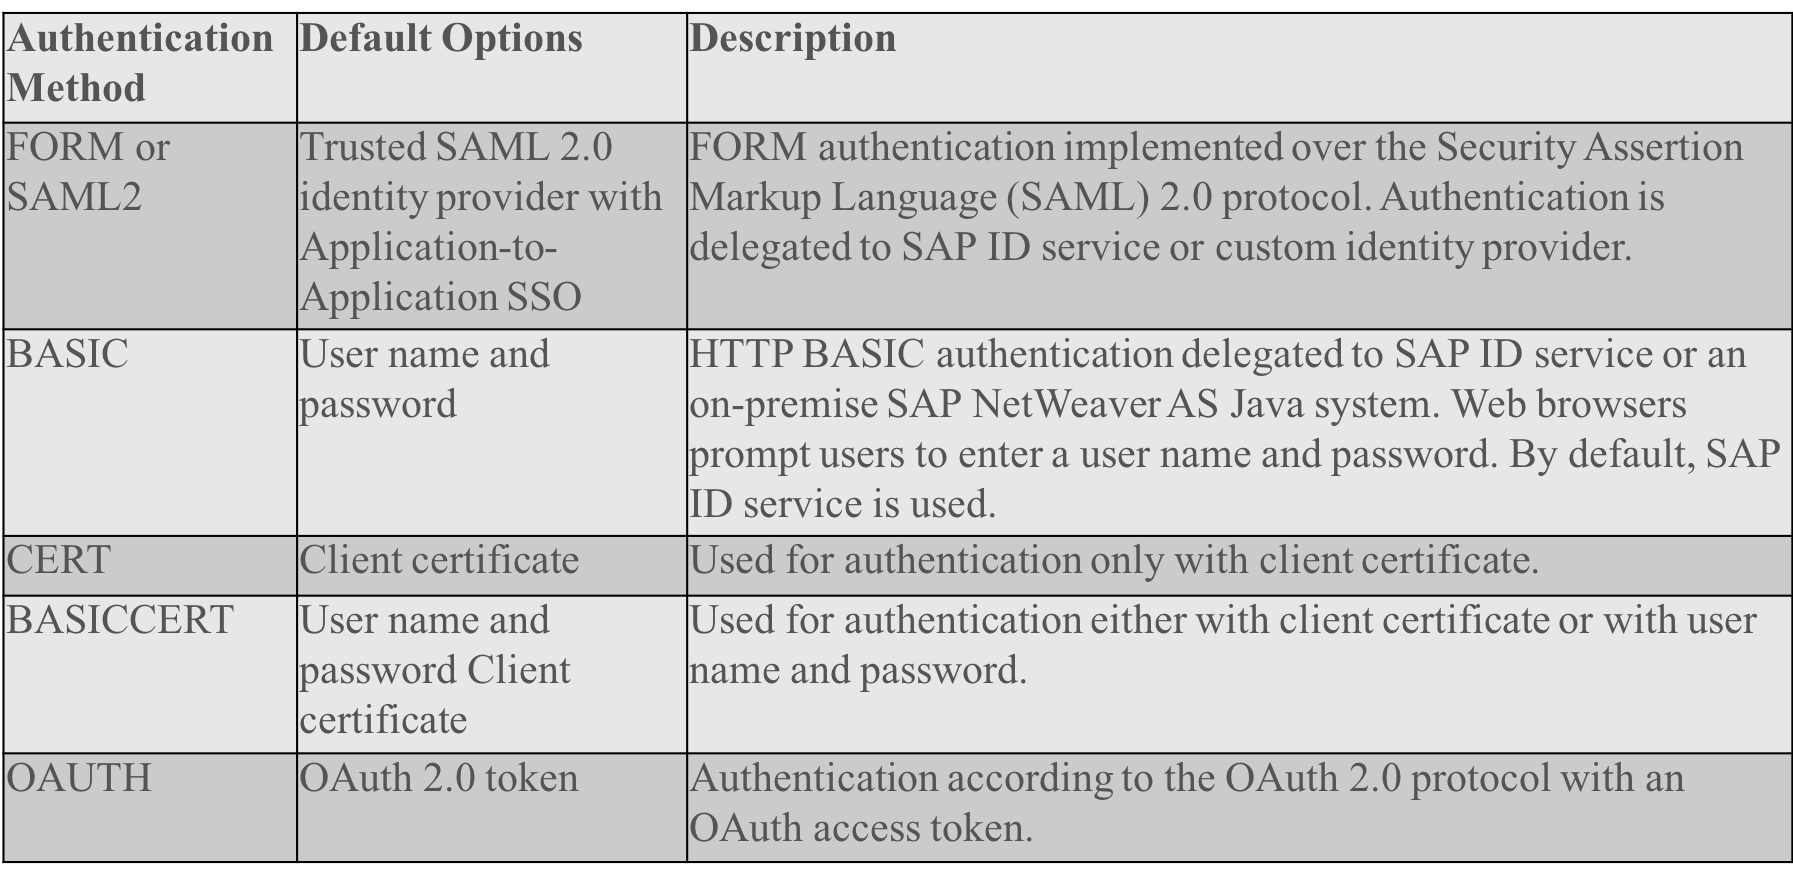 Authentication Method
Default Options
Description
FORM or
SAML2
Trusted SAML 2.0
identity provider with
Application-to-
Application SSO
FORM authentication implemented over the Security Assertion
Markup Language (SAML) 2.0 protocol. Authentication is
delegated to SAP ID service or custom identity provider.
BASIC
User name and
password
HTTP BASIC authentication delegated to SAP ID service or an
on-premise SAP NetWeaver AS Java system. Web browsers
prompt users to enter a user name and password. By default, SAP
ID service is used.
CERT
Client certificate
Used for authentication only with client certificate.
BASICCERT
User name and
password Client
certificate
Used for authentication either with client certificate or with user
name and password.
OAUTH
OAuth 2.0 token
Authentication according to the OAuth 2.0 protocol with an
OAuth access token.